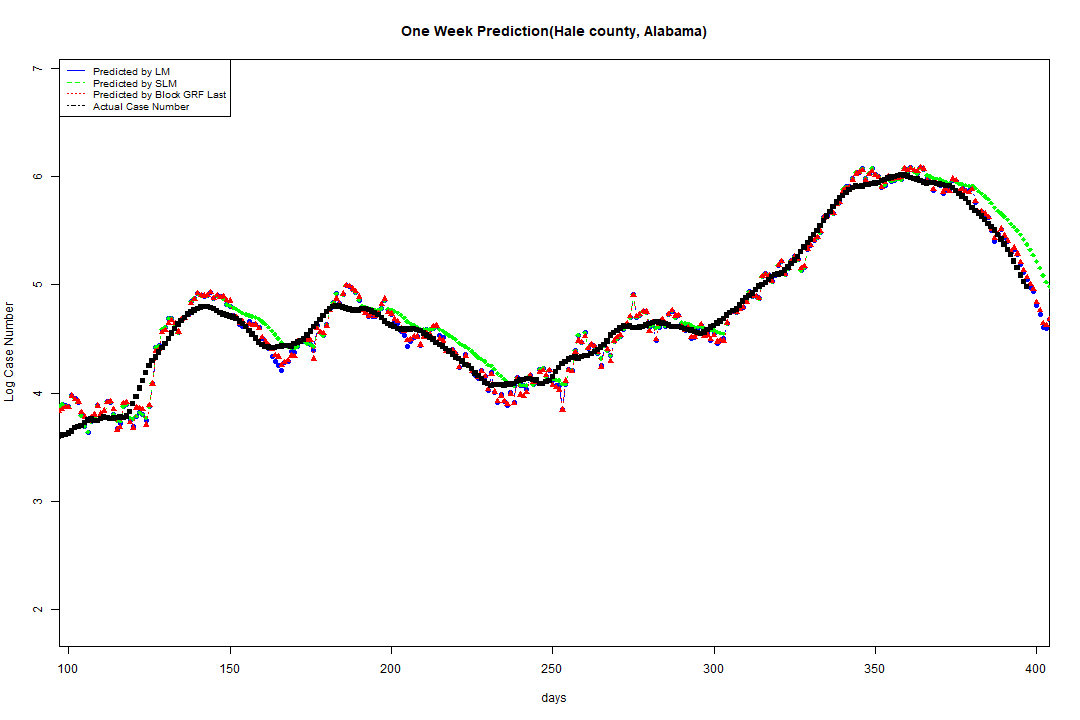 One Week Prediction(Hale county, Alabama)
Predicted by LM
Predicted by SLM
Predicted by Block GRF Last
Actual Case Number
7
6
5
4
3
2
Log Case Number
100 150 200 250 300 350 400
days